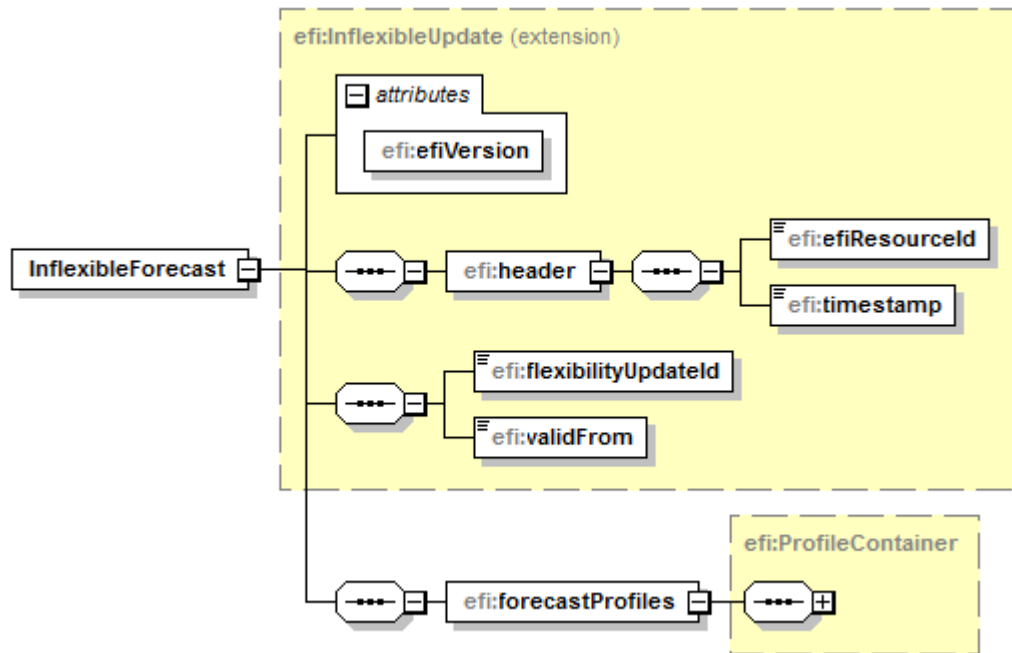 efi:InflexibleUpdate (extension)
attributes
efi:efiVersion
InflexibleForecast
efi:header
efi:efiResourceId
efi:timestamp
efi:flexibilityUpdateId
efi:validFrom
efi:ProfileContainer
efi:forecastProfiles